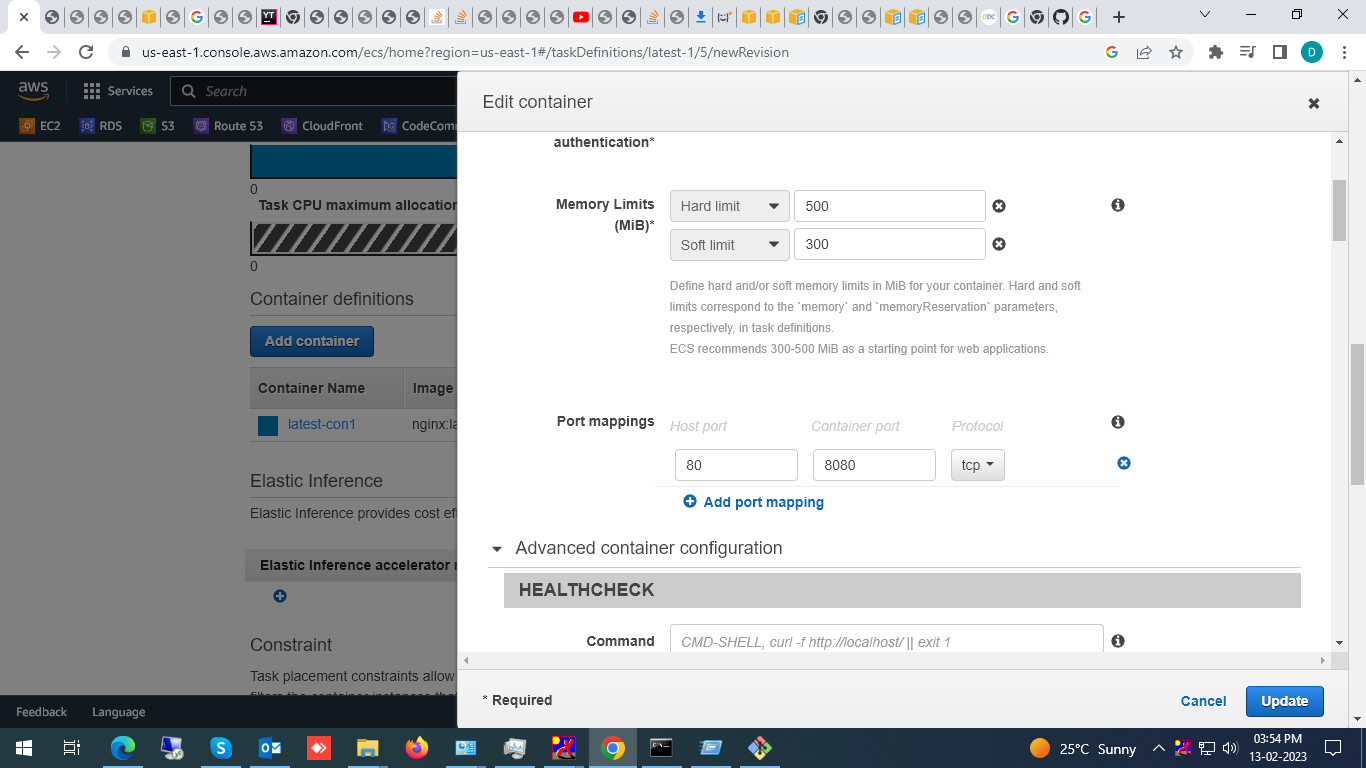 us-east-1.console.aws.amazon.com/ecs/home?region=us-east-1#/taskDefinitions/latest-1/5/newRevision
D
aws
Services
Search
EC2
RDS
S3
Route 53
CloudFront
CodeComm
0
Task CPU maximum allocation
0
Container definitions
Add container
Container Name
Image
latest-con1
nginx:la
Elastic Inference
Elastic Inference provides cost ef
Elastic Inference accelerator
Constraint
Task placement constraints allow
Feedback
Language
Edit container
authentication*
Memory Limits (MiB)*
Hard limit
500
Soft limit
300
Define hard and/or soft memory limits in MiB for your container. Hard and soft
limits correspond to the `memory` and `memoryReservation` parameters,
respectively, in task definitions.
ECS recommends 300-500 MiB as a starting point for web applications.
Port mappings
Host port
Container port
Protocol
80
8080
tcp
Add port mapping
Advanced container configuration
HEALTHCHECK
Command
CMD-SHELL, curl -f http://localhost/ || exit 1
* Required
Cancel
Update
25°C Sunny
03:54 PM
13-02-2023